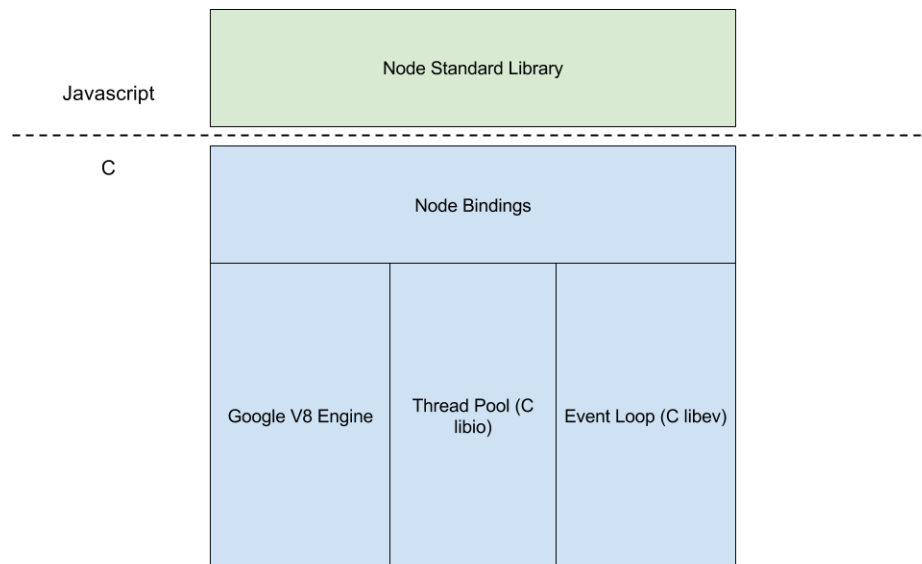 Node Standard Library
Javascript
C
Node Bindings
Google V8 Engine
Thread Pool (C
libio)
Event Loop (C libev)